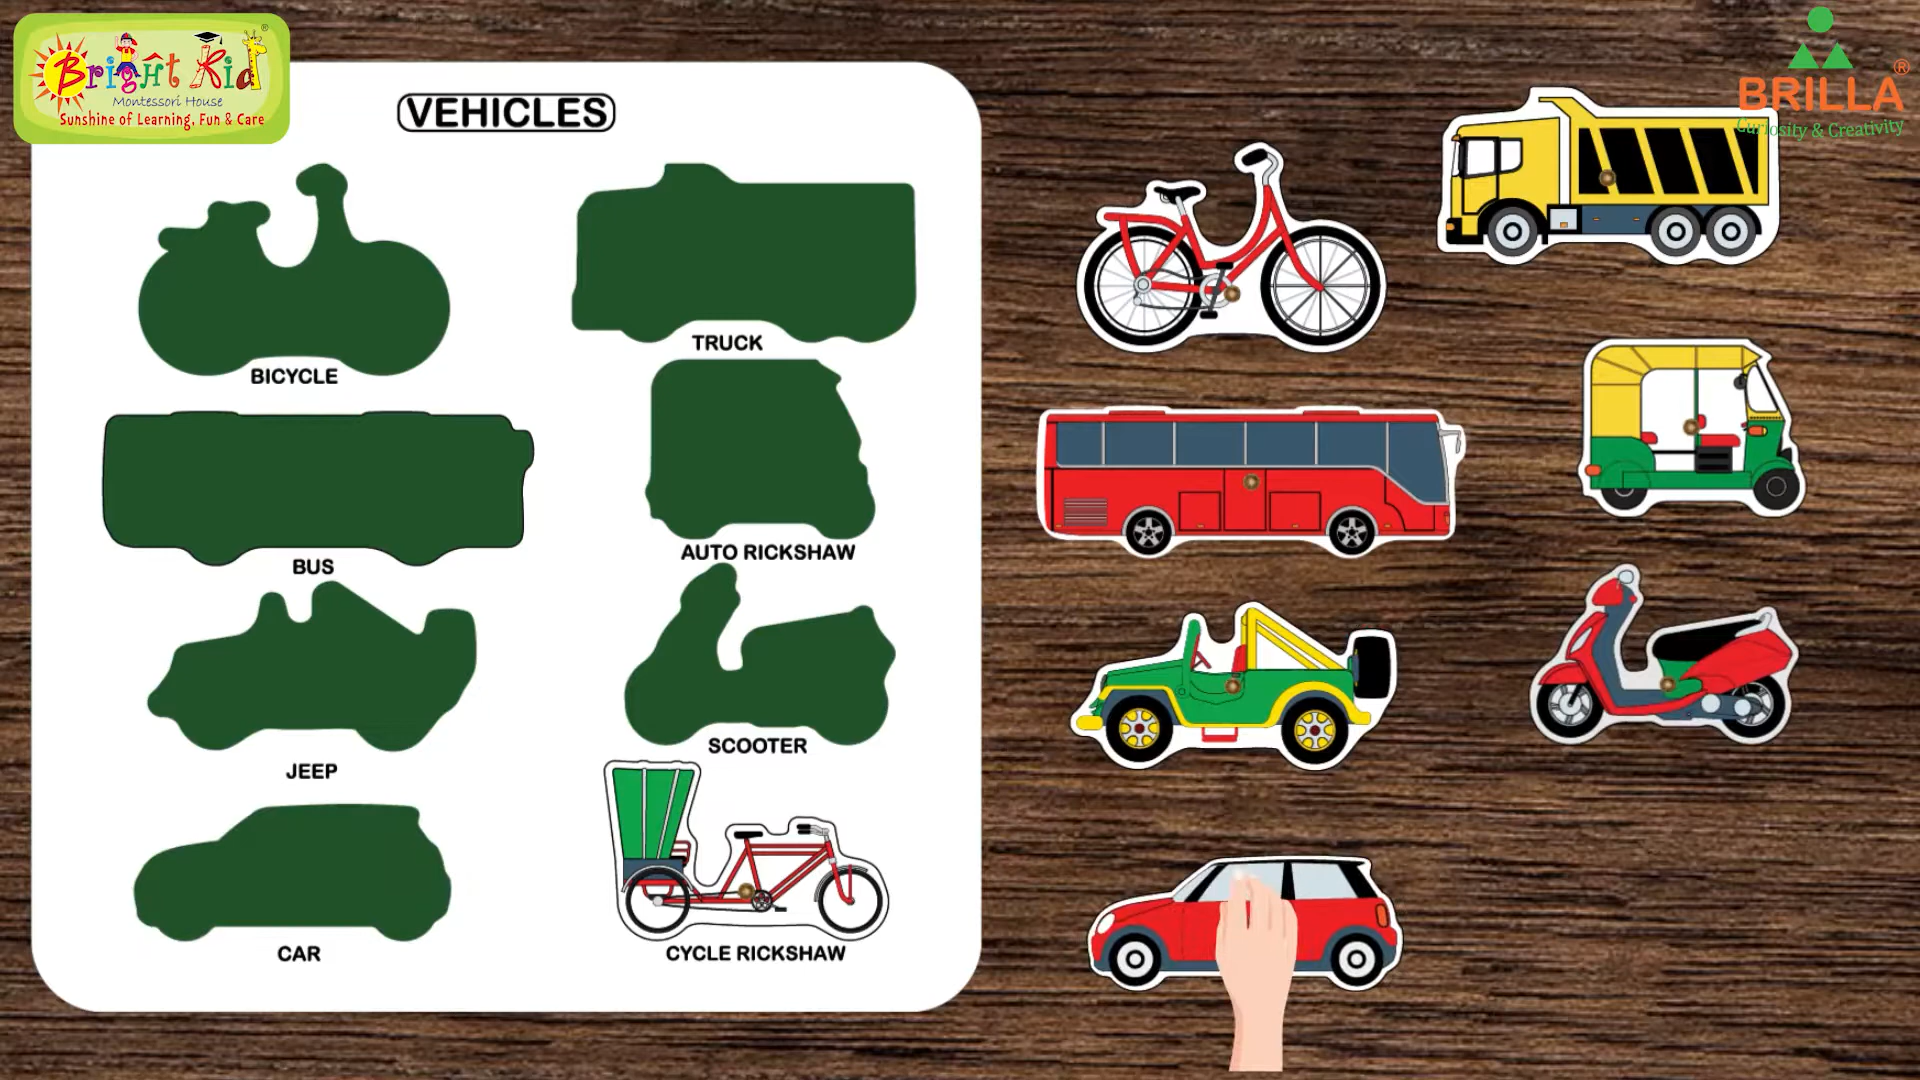 Bright Kid®
Montessori House
Sunshine of Learning, Fun & Care
BRILLA®
Curiosity & Creativity
VEHICLES
BICYCLE
TRUCK
BUS
AUTO RICKSHAW
JEEP
SCOOTER
CAR
CYCLE RICKSHAW